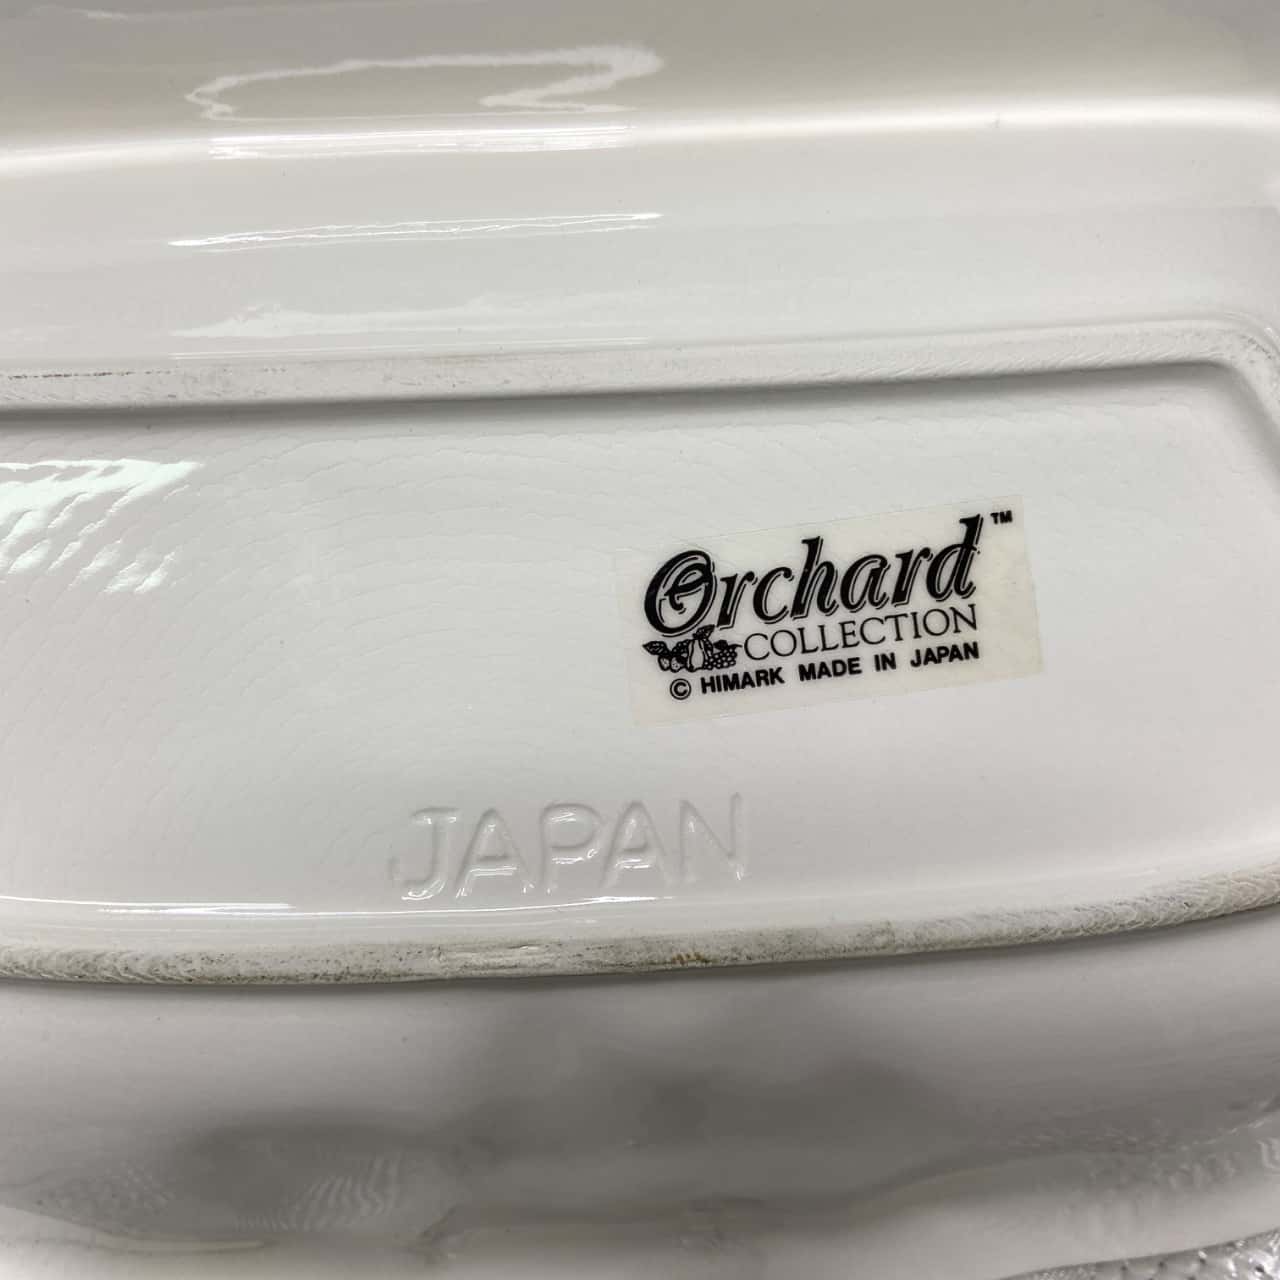 Orchard™
COLLECTION
© HIMARK MADE IN JAPAN
JAPAN